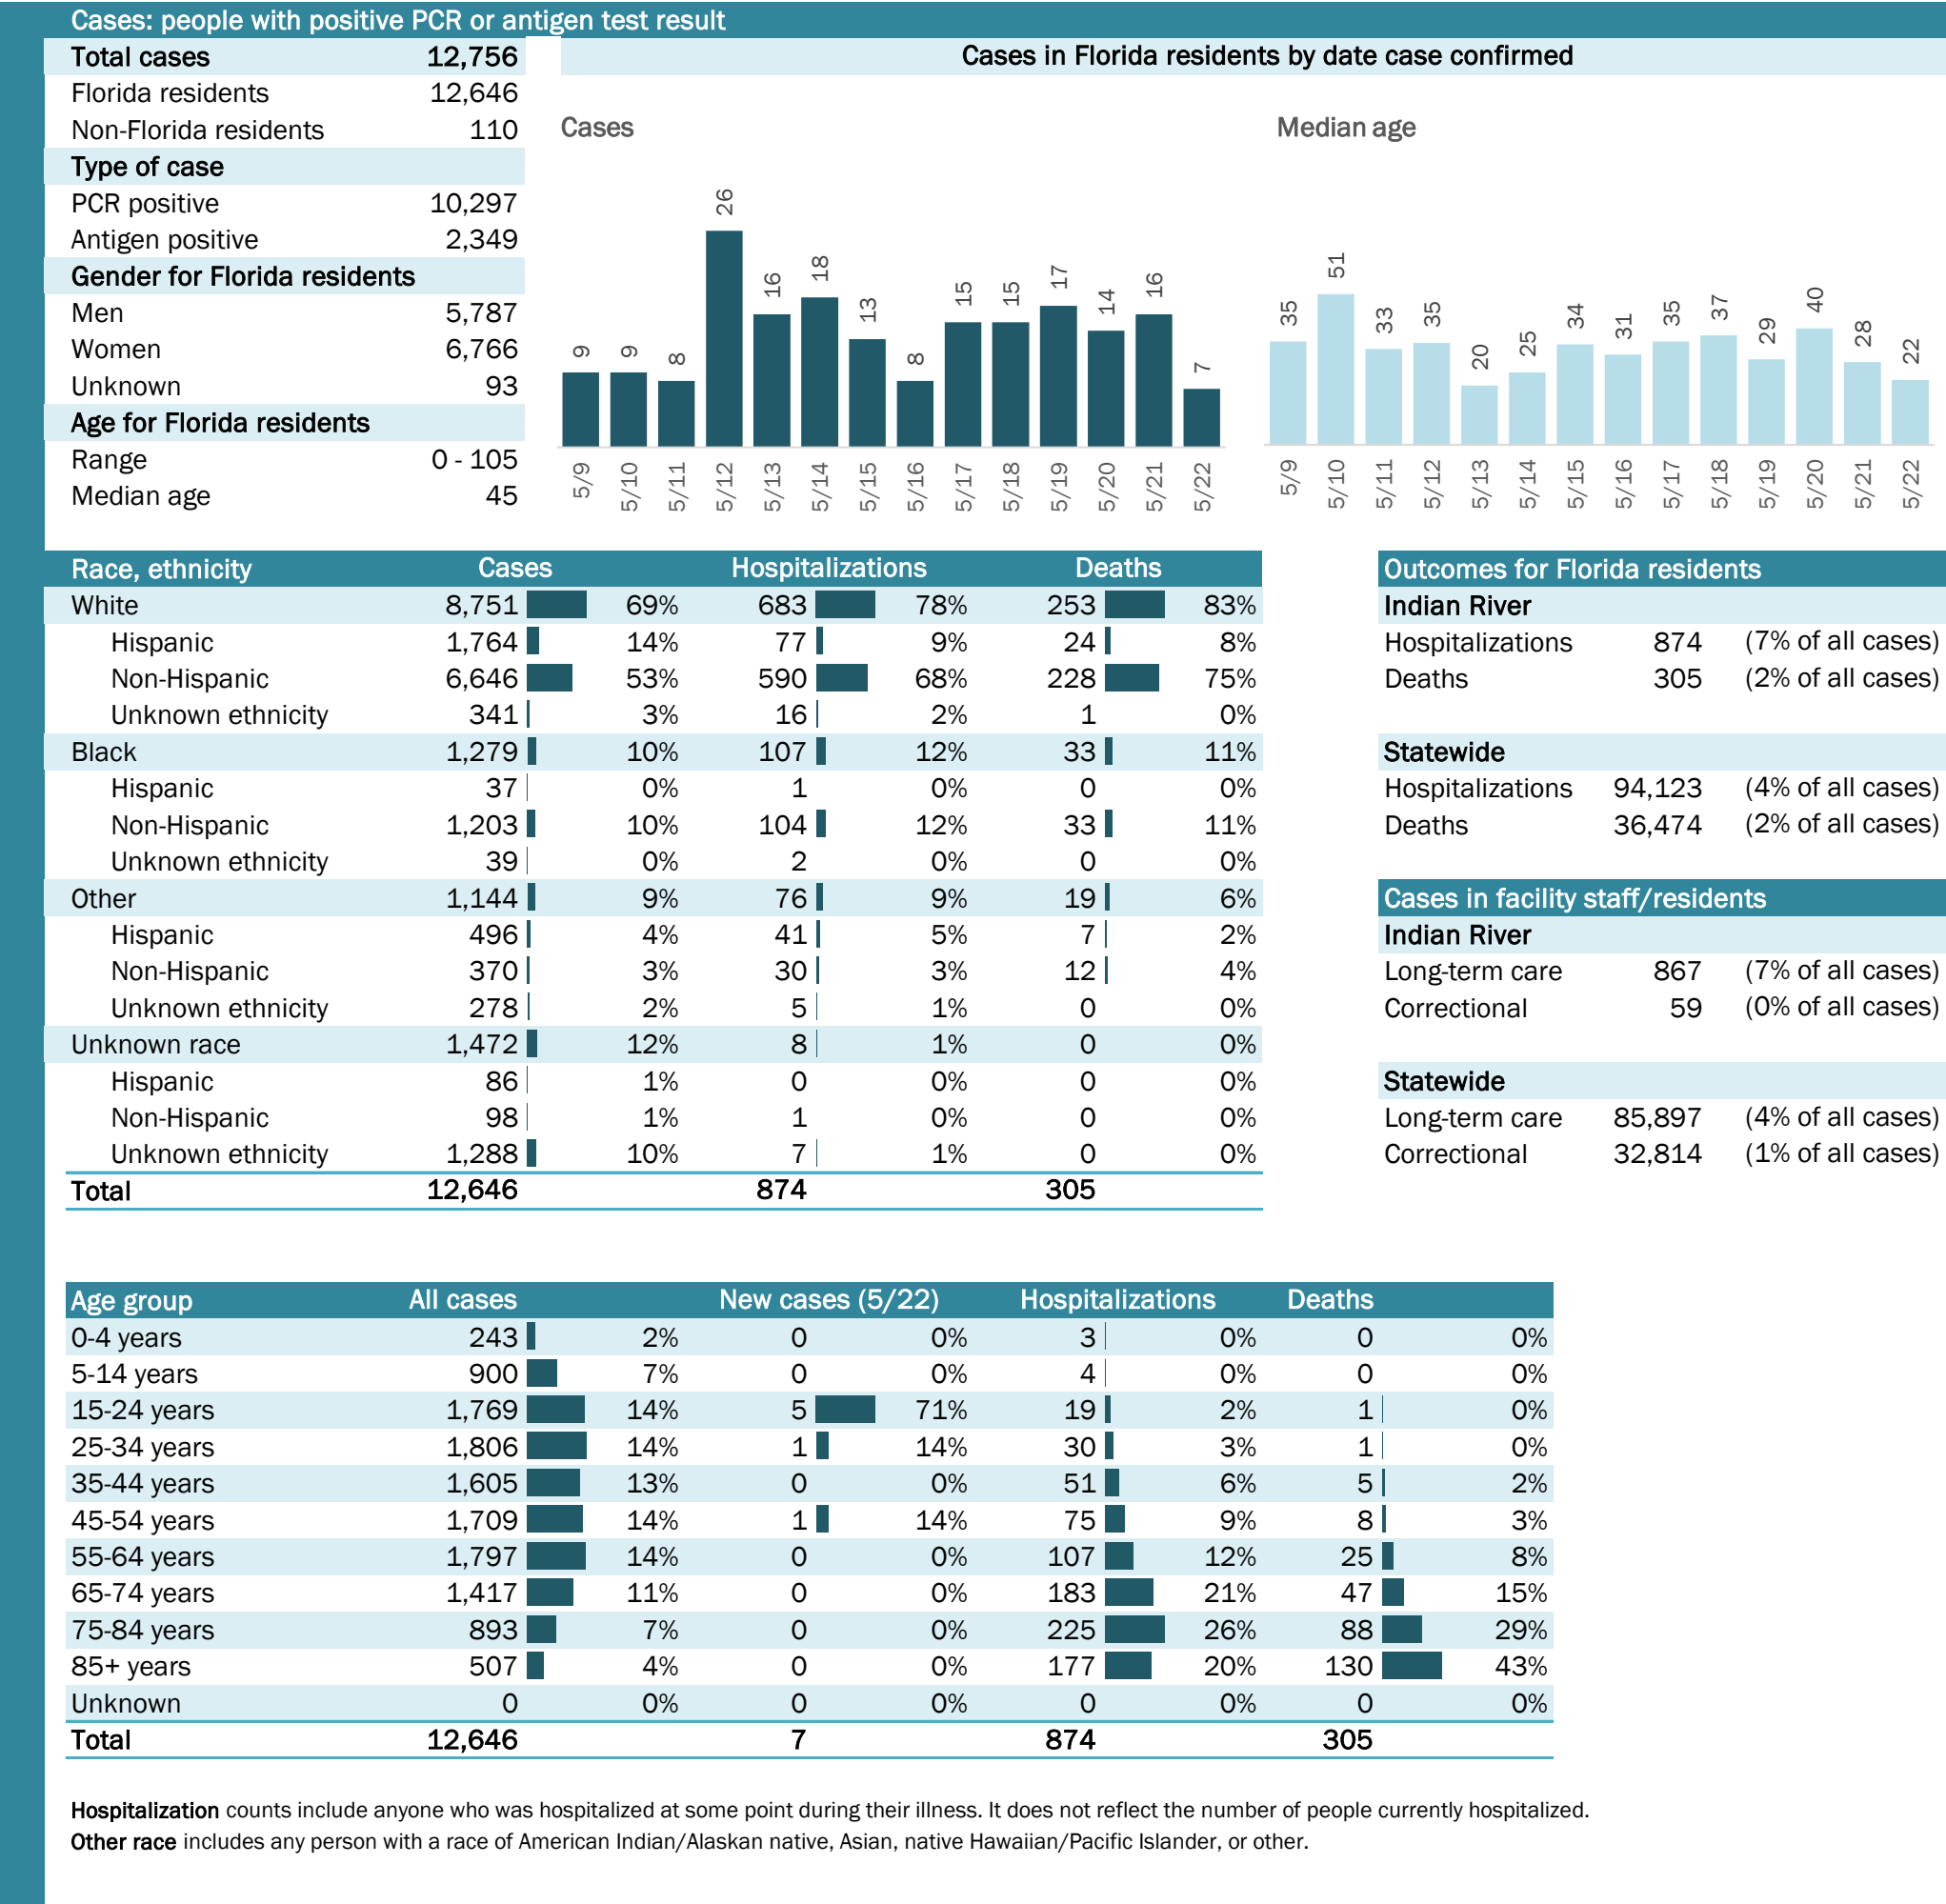 Cases: people with positive PCR or antigen test result
Total cases 12,756
Florida residents 12,646
Non-Florida residents 110
Type of case
PCR positive 10,297
Antigen positive 2,349
Gender for Florida residents
Men 5,787
Women 6,766
Unknown 93
Age for Florida residents
Range 0 - 105
Median age 45
Cases in Florida residents by date case confirmed
Cases
9 9 8 26 16 18 13 8 15 15 17 14 16 7
5/9 5/10 5/11 5/12 5/13 5/14 5/15 5/16 5/17 5/18 5/19 5/20 5/21 5/22
Median age
35 51 33 35 20 25 34 31 35 37 29 40 28 22
5/9 5/10 5/11 5/12 5/13 5/14 5/15 5/16 5/17 5/18 5/19 5/20 5/21 5/22
Race, ethnicity Cases Hospitalizations Deaths
White 8,751 69% 683 78% 253 83%
Hispanic 1,764 14% 77 9% 24 8%
Non-Hispanic 6,646 53% 590 68% 228 75%
Unknown ethnicity 341 3% 16 2% 1 0%
Black 1,279 10% 107 12% 33 11%
Hispanic 37 0% 1 0% 0 0%
Non-Hispanic 1,203 10% 104 12% 33 11%
Unknown ethnicity 39 0% 2 0% 0 0%
Other 1,144 9% 76 9% 19 6%
Hispanic 496 4% 41 5% 7 2%
Non-Hispanic 370 3% 30 3% 12 4%
Unknown ethnicity 278 2% 5 1% 0 0%
Unknown race 1,472 12% 8 1% 0 0%
Hispanic 86 1% 0 0% 0 0%
Non-Hispanic 98 1% 1 0% 0 0%
Unknown ethnicity 1,288 10% 7 1% 0 0%
Total 12,646 874 305
Outcomes for Florida residents
Indian River
Hospitalizations 874 (7% of all cases)
Deaths 305 (2% of all cases)
Statewide
Hospitalizations 94,123 (4% of all cases)
Deaths 36,474 (2% of all cases)
Cases in facility staff/residents
Indian River
Long-term care 867 (7% of all cases)
Correctional 59 (0% of all cases)
Statewide
Long-term care 85,897 (4% of all cases)
Correctional 32,814 (1% of all cases)
Age group All cases New cases (5/22) Hospitalizations Deaths
0-4 years 243 2% 0 0% 3 0% 0 0%
5-14 years 900 7% 0 0% 4 0% 0 0%
15-24 years 1,769 14% 5 71% 19 2% 1 0%
25-34 years 1,806 14% 1 14% 30 3% 1 0%
35-44 years 1,605 13% 0 0% 51 6% 5 2%
45-54 years 1,709 14% 1 14% 75 9% 8 3%
55-64 years 1,797 14% 0 0% 107 12% 25 8%
65-74 years 1,417 11% 0 0% 183 21% 47 15%
75-84 years 893 7% 0 0% 225 26% 88 29%
85+ years 507 4% 0 0% 177 20% 130 43%
Unknown 0 0% 0 0% 0 0% 0 0%
Total 12,646 7 874 305
Hospitalization counts include anyone who was hospitalized at some point during their illness. It does not reflect the number of people currently hospitalized.
Other race includes any person with a race of American Indian/Alaskan native, Asian, native Hawaiian/Pacific Islander, or other.